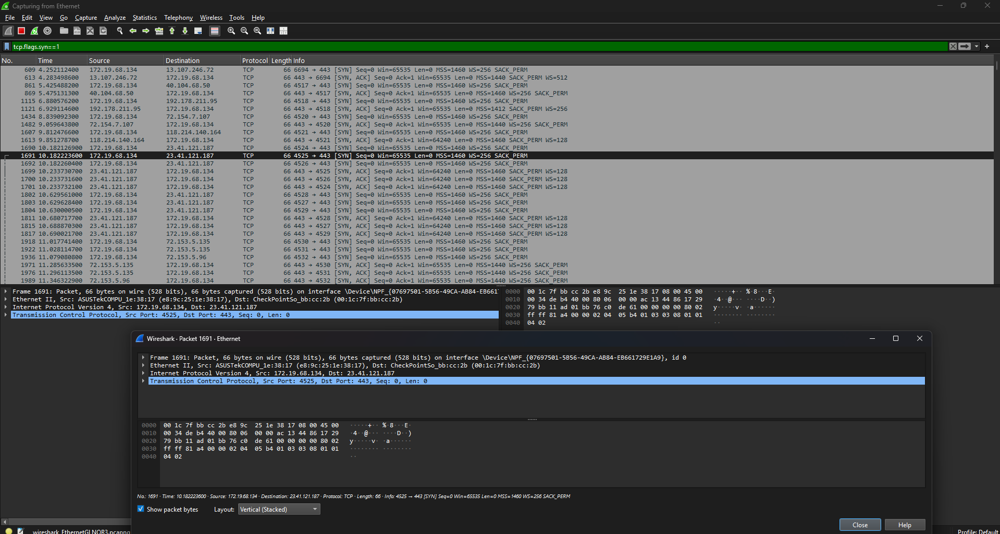 Capturing from Ethernet
File Edit View Go Capture Analyze Statistics Telephony Wireless Tools Help
tcp.flags.syn==1
No. Time Source Destination Protocol Length Info
609 4.252112400 172.19.68.134 13.107.246.72 TCP 66 6694 → 443 [SYN] Seq=0 Win=65535 Len=0 MSS=1460 WS=256 SACK_PERM
613 4.283498600 13.107.246.72 172.19.68.134 TCP 66 443 → 6694 [SYN, ACK] Seq=0 Ack=1 Win=65535 Len=0 MSS=1440 SACK_PERM WS=512
861 5.425488200 172.19.68.134 40.104.68.50 TCP 66 4517 → 443 [SYN] Seq=0 Win=65535 Len=0 MSS=1460 WS=256 SACK_PERM
869 5.475131300 40.104.68.50 172.19.68.134 TCP 66 443 → 4517 [SYN, ACK] Seq=0 Ack=1 Win=65535 Len=0 MSS=1460 WS=256 SACK_PERM
1115 6.880576200 172.19.68.134 192.178.211.95 TCP 66 4518 → 443 [SYN] Seq=0 Win=65535 Len=0 MSS=1460 WS=256 SACK_PERM
1121 6.929114600 192.178.211.95 172.19.68.134 TCP 66 443 → 4518 [SYN, ACK] Seq=0 Ack=1 Win=65535 Len=0 MSS=1412 SACK_PERM WS=256
1434 8.839092300 172.19.68.134 72.154.7.107 TCP 66 4520 → 443 [SYN] Seq=0 Win=65535 Len=0 MSS=1460 WS=256 SACK_PERM
1482 9.059643800 72.154.7.107 172.19.68.134 TCP 66 443 → 4520 [SYN, ACK] Seq=0 Ack=1 Win=65535 Len=0 MSS=1440 WS=256 SACK_PERM
1607 9.812476600 172.19.68.134 118.214.140.164 TCP 66 4521 → 443 [SYN] Seq=0 Win=65535 Len=0 MSS=1460 WS=256 SACK_PERM
1613 9.851278700 118.214.140.164 172.19.68.134 TCP 66 443 → 4521 [SYN, ACK] Seq=0 Ack=1 Win=64240 Len=0 MSS=1460 SACK_PERM WS=128
1690 10.182126900 172.19.68.134 23.41.121.187 TCP 66 4524 → 443 [SYN] Seq=0 Win=65535 Len=0 MSS=1460 WS=256 SACK_PERM
1691 10.182223600 172.19.68.134 23.41.121.187 TCP 66 4525 → 443 [SYN] Seq=0 Win=65535 Len=0 MSS=1460 WS=256 SACK_PERM
1692 10.182260400 172.19.68.134 23.41.121.187 TCP 66 4526 → 443 [SYN] Seq=0 Win=65535 Len=0 MSS=1460 WS=256 SACK_PERM
1699 10.233730700 23.41.121.187 172.19.68.134 TCP 66 443 → 4525 [SYN, ACK] Seq=0 Ack=1 Win=64240 Len=0 MSS=1460 SACK_PERM WS=128
1700 10.233731600 23.41.121.187 172.19.68.134 TCP 66 443 → 4526 [SYN, ACK] Seq=0 Ack=1 Win=64240 Len=0 MSS=1460 SACK_PERM WS=128
1701 10.233732100 23.41.121.187 172.19.68.134 TCP 66 443 → 4524 [SYN, ACK] Seq=0 Ack=1 Win=64240 Len=0 MSS=1460 SACK_PERM WS=128
1802 10.629561000 172.19.68.134 23.41.121.187 TCP 66 4528 → 443 [SYN] Seq=0 Win=65535 Len=0 MSS=1460 WS=256 SACK_PERM
1803 10.629628400 172.19.68.134 23.41.121.187 TCP 66 4527 → 443 [SYN] Seq=0 Win=65535 Len=0 MSS=1460 WS=256 SACK_PERM
1804 10.630000500 172.19.68.134 23.41.121.187 TCP 66 4529 → 443 [SYN] Seq=0 Win=65535 Len=0 MSS=1460 WS=256 SACK_PERM
1811 10.680717700 23.41.121.187 172.19.68.134 TCP 66 443 → 4528 [SYN, ACK] Seq=0 Ack=1 Win=64240 Len=0 MSS=1460 SACK_PERM WS=128
1815 10.688870300 23.41.121.187 172.19.68.134 TCP 66 443 → 4527 [SYN, ACK] Seq=0 Ack=1 Win=64240 Len=0 MSS=1460 SACK_PERM WS=128
1817 10.690021700 23.41.121.187 172.19.68.134 TCP 66 443 → 4529 [SYN, ACK] Seq=0 Ack=1 Win=64240 Len=0 MSS=1460 SACK_PERM WS=128
1918 11.017741400 172.19.68.134 72.153.5.135 TCP 66 4530 → 443 [SYN] Seq=0 Win=65535 Len=0 MSS=1460 WS=256 SACK_PERM
1922 11.028114700 172.19.68.134 72.153.5.135 TCP 66 4531 → 443 [SYN] Seq=0 Win=65535 Len=0 MSS=1460 WS=256 SACK_PERM
1936 11.079080800 172.19.68.134 72.153.5.96 TCP 66 4532 → 443 [SYN] Seq=0 Win=65535 Len=0 MSS=1460 WS=256 SACK_PERM
1971 11.285633500 72.153.5.135 172.19.68.134 TCP 66 443 → 4530 [SYN, ACK] Seq=0 Ack=1 Win=65535 Len=0 MSS=1440 WS=256 SACK_PERM
1976 11.296113500 72.153.5.135 172.19.68.134 TCP 66 443 → 4531 [SYN, ACK] Seq=0 Ack=1 Win=65535 Len=0 MSS=1440 WS=256 SACK_PERM
1989 11.346322900 72.153.5.96 172.19.68.134 TCP 66 443 → 4532 [SYN, ACK] Seq=0 Ack=1 Win=65535 Len=0 MSS=1440 WS=256 SACK_PERM
Frame 1691: Packet, 66 bytes on wire (528 bits), 66 bytes captured (528 bits) on interface \Device\NPF_{07697501-5B56-49CA-AB84-EB661
Ethernet II, Src: ASUSTekCOMPU_1e:38:17 (e8:9c:25:1e:38:17), Dst: CheckPointSo_bb:cc:2b (00:1c:7f:bb:cc:2b)
Internet Protocol Version 4, Src: 172.19.68.134, Dst: 23.41.121.187
Transmission Control Protocol, Src Port: 4525, Dst Port: 443, Seq: 0, Len: 0
0000 00 1c 7f bb cc 2b e8 9c 25 1e 38 17 08 00 45 00 ·····+·· %·8···E·
0010 00 34 de b4 40 00 80 06 00 00 ac 13 44 86 17 29 ·4··@··· ····D··)
0020 79 bb 11 ad 01 bb 76 c0 de 61 00 00 00 00 80 02 y·····v· ·a······
0030 ff ff 81 a4 00 00 02 04 05 b4 01 03 03 08 01 01 ········ ········
0040 04 02 ··
Wireshark · Packet 1691 · Ethernet
Frame 1691: Packet, 66 bytes on wire (528 bits), 66 bytes captured (528 bits) on interface \Device\NPF_{07697501-5B56-49CA-AB84-EB661729E1A9}, id 0
Ethernet II, Src: ASUSTekCOMPU_1e:38:17 (e8:9c:25:1e:38:17), Dst: CheckPointSo_bb:cc:2b (00:1c:7f:bb:cc:2b)
Internet Protocol Version 4, Src: 172.19.68.134, Dst: 23.41.121.187
Transmission Control Protocol, Src Port: 4525, Dst Port: 443, Seq: 0, Len: 0
0000 00 1c 7f bb cc 2b e8 9c 25 1e 38 17 08 00 45 00 ·····+·· %·8···E·
0010 00 34 de b4 40 00 80 06 00 00 ac 13 44 86 17 29 ·4··@··· ····D··)
0020 79 bb 11 ad 01 bb 76 c0 de 61 00 00 00 00 80 02 y·····v· ·a······
0030 ff ff 81 a4 00 00 02 04 05 b4 01 03 03 08 01 01 ········ ········
0040 04 02 ··
No.: 1691 · Time: 10.182223600 · Source: 172.19.68.134 · Destination: 23.41.121.187 · Protocol: TCP · Length: 66 · Info: 4525 → 443 [SYN] Seq=0 Win=65535 Len=0 MSS=1460 WS=256 SACK_PERM
Show packet bytes Layout: Vertical (Stacked)
Close Help
wireshark_EthernetGLNOR3.pcapng Profile: Default